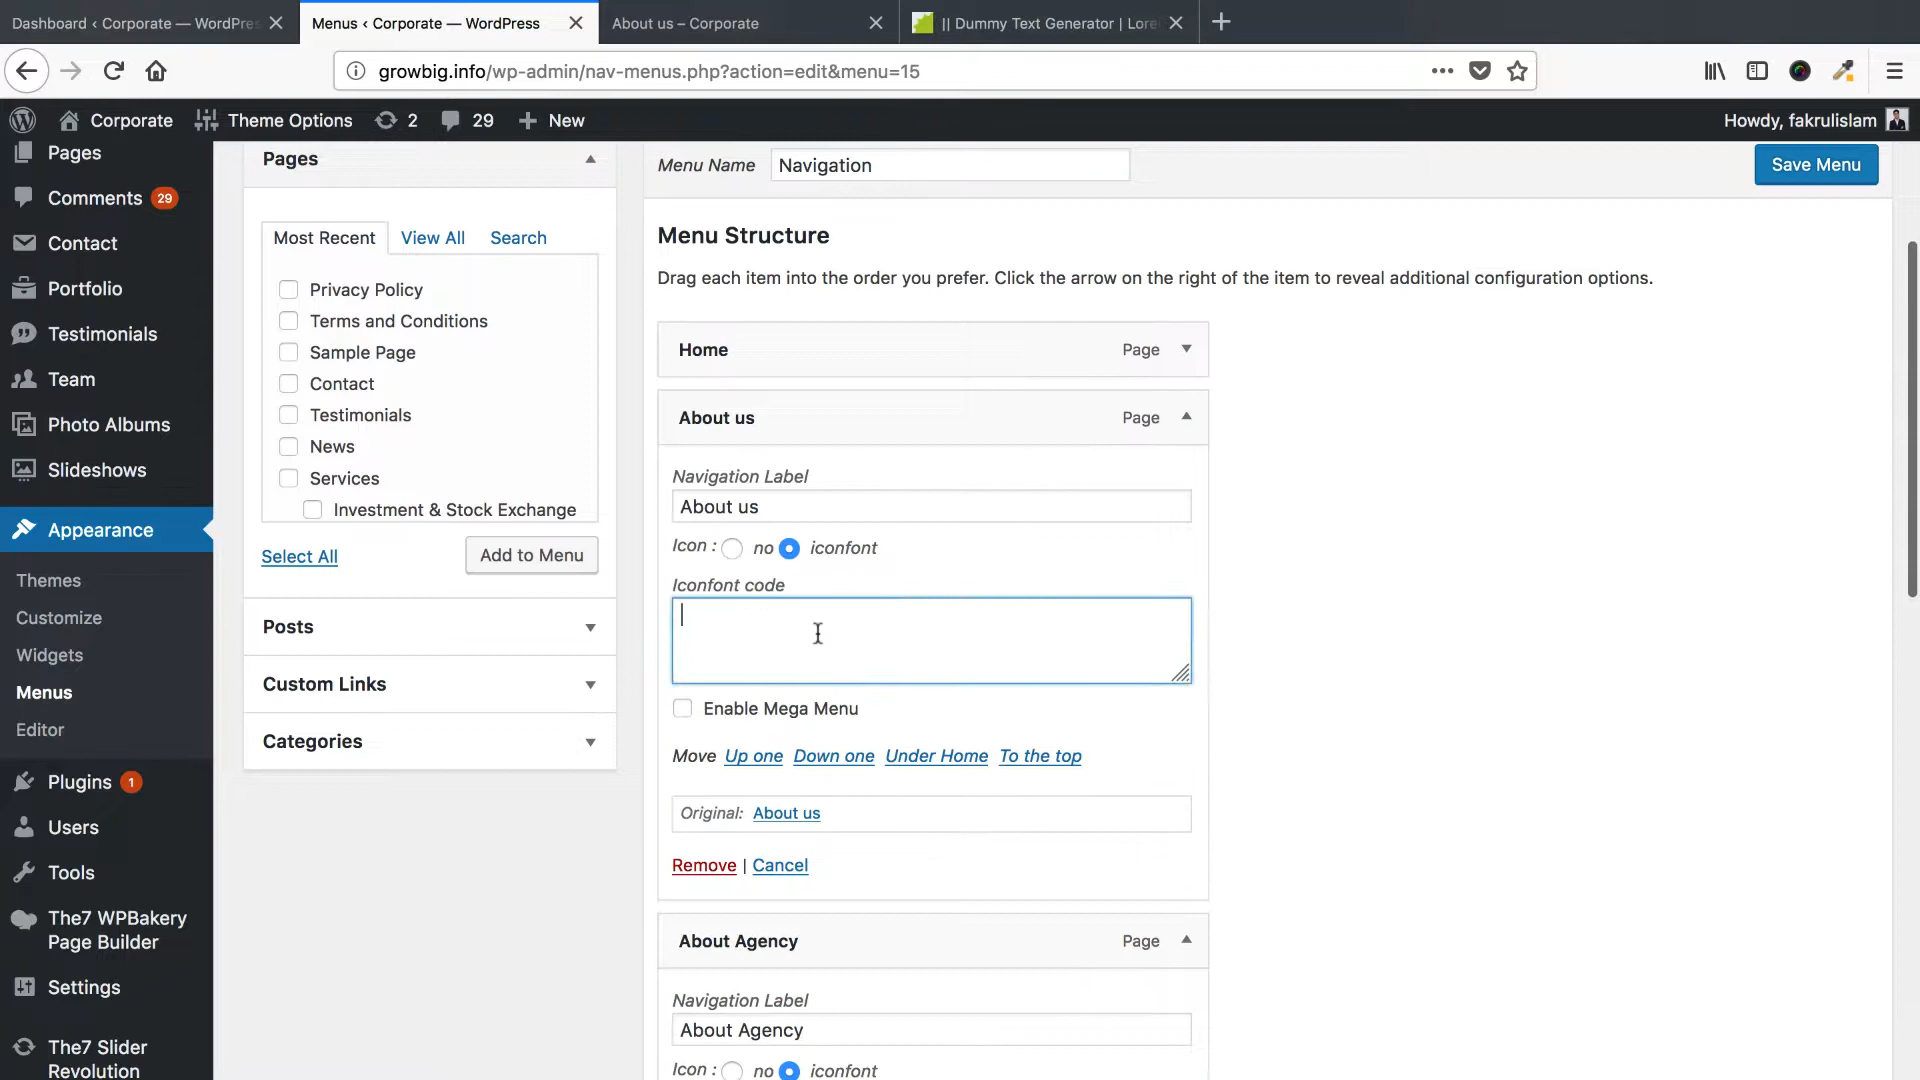 Dashboard ‹ Corporate — WordPres
Menus ‹ Corporate — WordPress
About us – Corporate
|| Dummy Text Generator | Lore
growbig.info/wp-admin/nav-menus.php?action=edit&menu=15
Corporate
Theme Options
2
29
New
Howdy, fakrulislam
Pages
Comments 29
Contact
Portfolio
Testimonials
Team
Photo Albums
Slideshows
Appearance
Themes
Customize
Widgets
Menus
Editor
Plugins 1
Users
Tools
The7 WPBakery
Page Builder
Settings
The7 Slider
Revolution
Pages
Most Recent
View All
Search
Privacy Policy
Terms and Conditions
Sample Page
Contact
Testimonials
News
Services
Investment & Stock Exchange
Select All
Add to Menu
Posts
Custom Links
Categories
Menu Name
Navigation
Save Menu
Menu Structure
Drag each item into the order you prefer. Click the arrow on the right of the item to reveal additional configuration options.
Home
Page
About us
Page
Navigation Label
About us
Icon : no iconfont
Iconfont code
Enable Mega Menu
Move Up one Down one Under Home To the top
Original: About us
Remove | Cancel
About Agency
Page
Navigation Label
About Agency
Icon : no iconfont